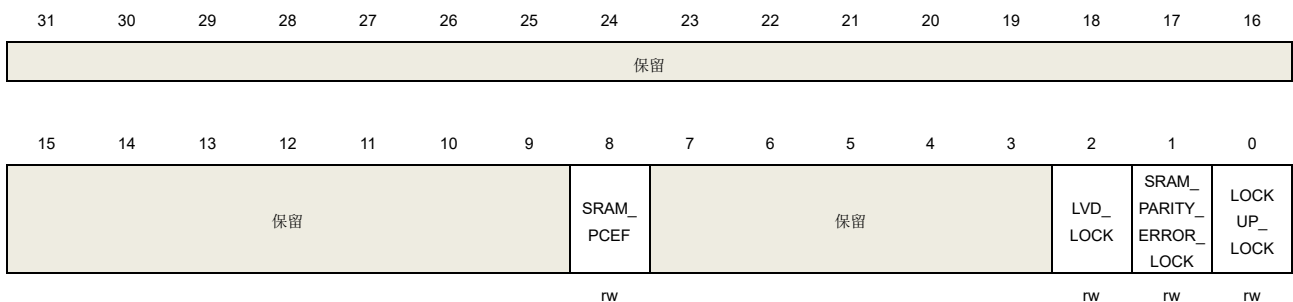 31 30 29 28 27 26 25 24 23 22 21 20 19 18 17 16
保留
15 14 13 12 11 10 9 8 7 6 5 4 3 2 1 0
保留
SRAM_
PCEF
保留
LVD_
LOCK
SRAM_
PARITY_
ERROR_
LOCK
LOCK
UP_
LOCK
rw rw rw rw